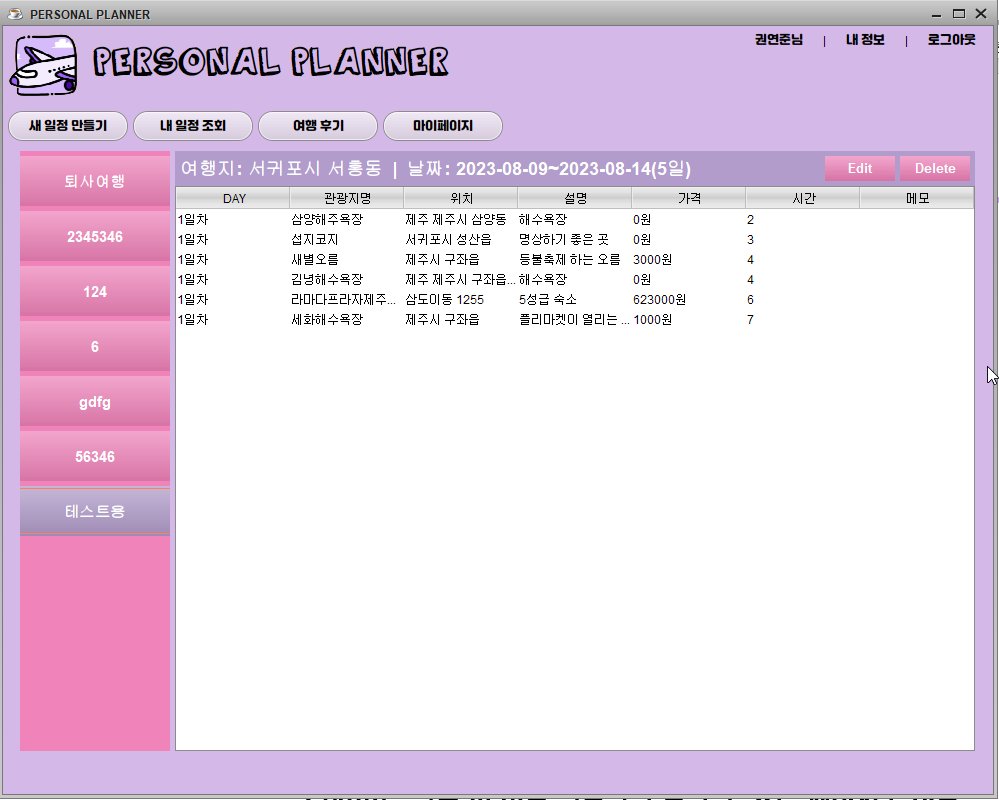 PERSONAL PLANNER
PERSONAL PLANNER
권연준님 | 내 정보 | 로그아웃
새 일정 만들기 내 일정 조회 여행 후기 마이페이지
퇴사여행
2345346
124
6
gdfg
56346
테스트용
여행지: 서귀포시 서홍동 | 날짜: 2023-08-09~2023-08-14(5일) Edit Delete
DAY 관광지명 위치 설명 가격 시간 메모
1일차 삼양해주욕장 제주 제주시 삼양동 해수욕장 0원 2
1일차 섭지코지 서귀포시 성산읍 명상하기 좋은 곳 0원 3
1일차 새별오름 제주시 구좌읍 등불축제 하는 오름 3000원 4
1일차 김녕해수욕장 제주 제주시 구좌읍... 해수욕장 0원 4
1일차 라마다프라자제주... 삼도이동 1255 5성급 숙소 623000원 6
1일차 세화해수욕장 제주시 구좌읍 플리마켓이 열리는 ... 1000원 7